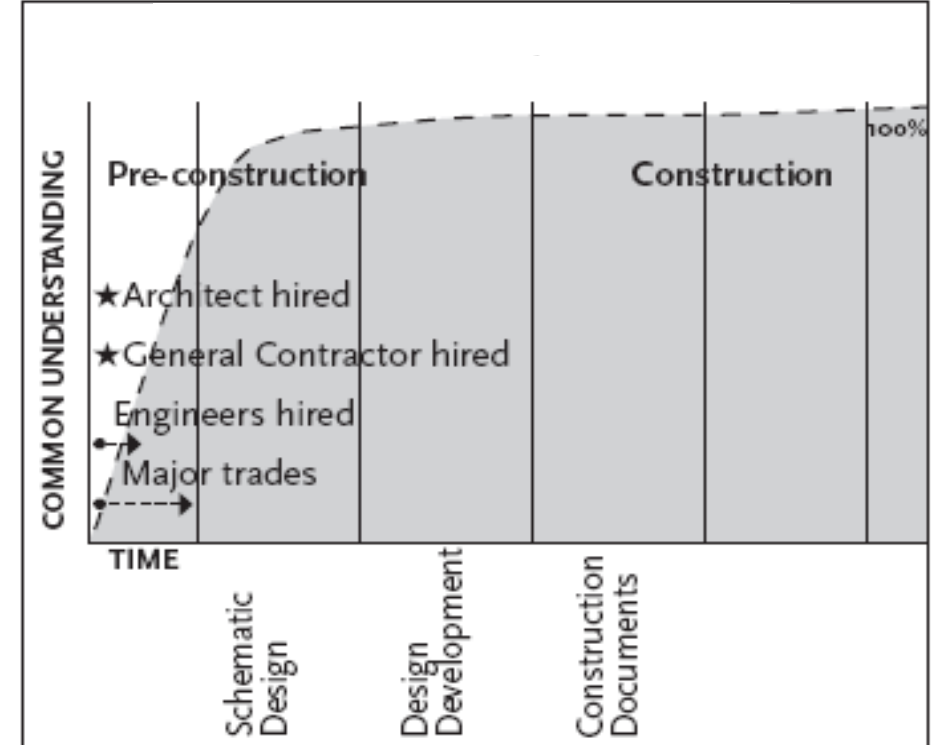 100%
Pre-construction
Construction
COMMON UNDERSTANDING
★Architect hired
★General Contractor hired
Engineers hired
Major trades
TIME
Schematic
Design
Design
Development
Construction
Documents